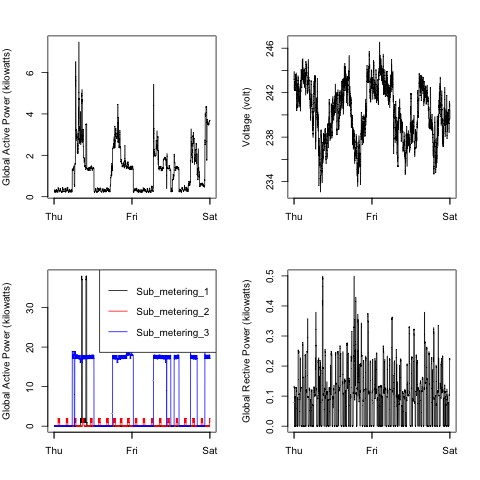 Global Active Power (kilowatts)
0 2 4 6
Thu Fri Sat
Voltage (volt)
234 238 242 246
Thu Fri Sat
Global Active Power (kilowatts)
0 10 20 30
Sub_metering_1
Sub_metering_2
Sub_metering_3
Thu Fri Sat
Global Rective Power (kilowatts)
0.0 0.1 0.2 0.3 0.4 0.5
Thu Fri Sat